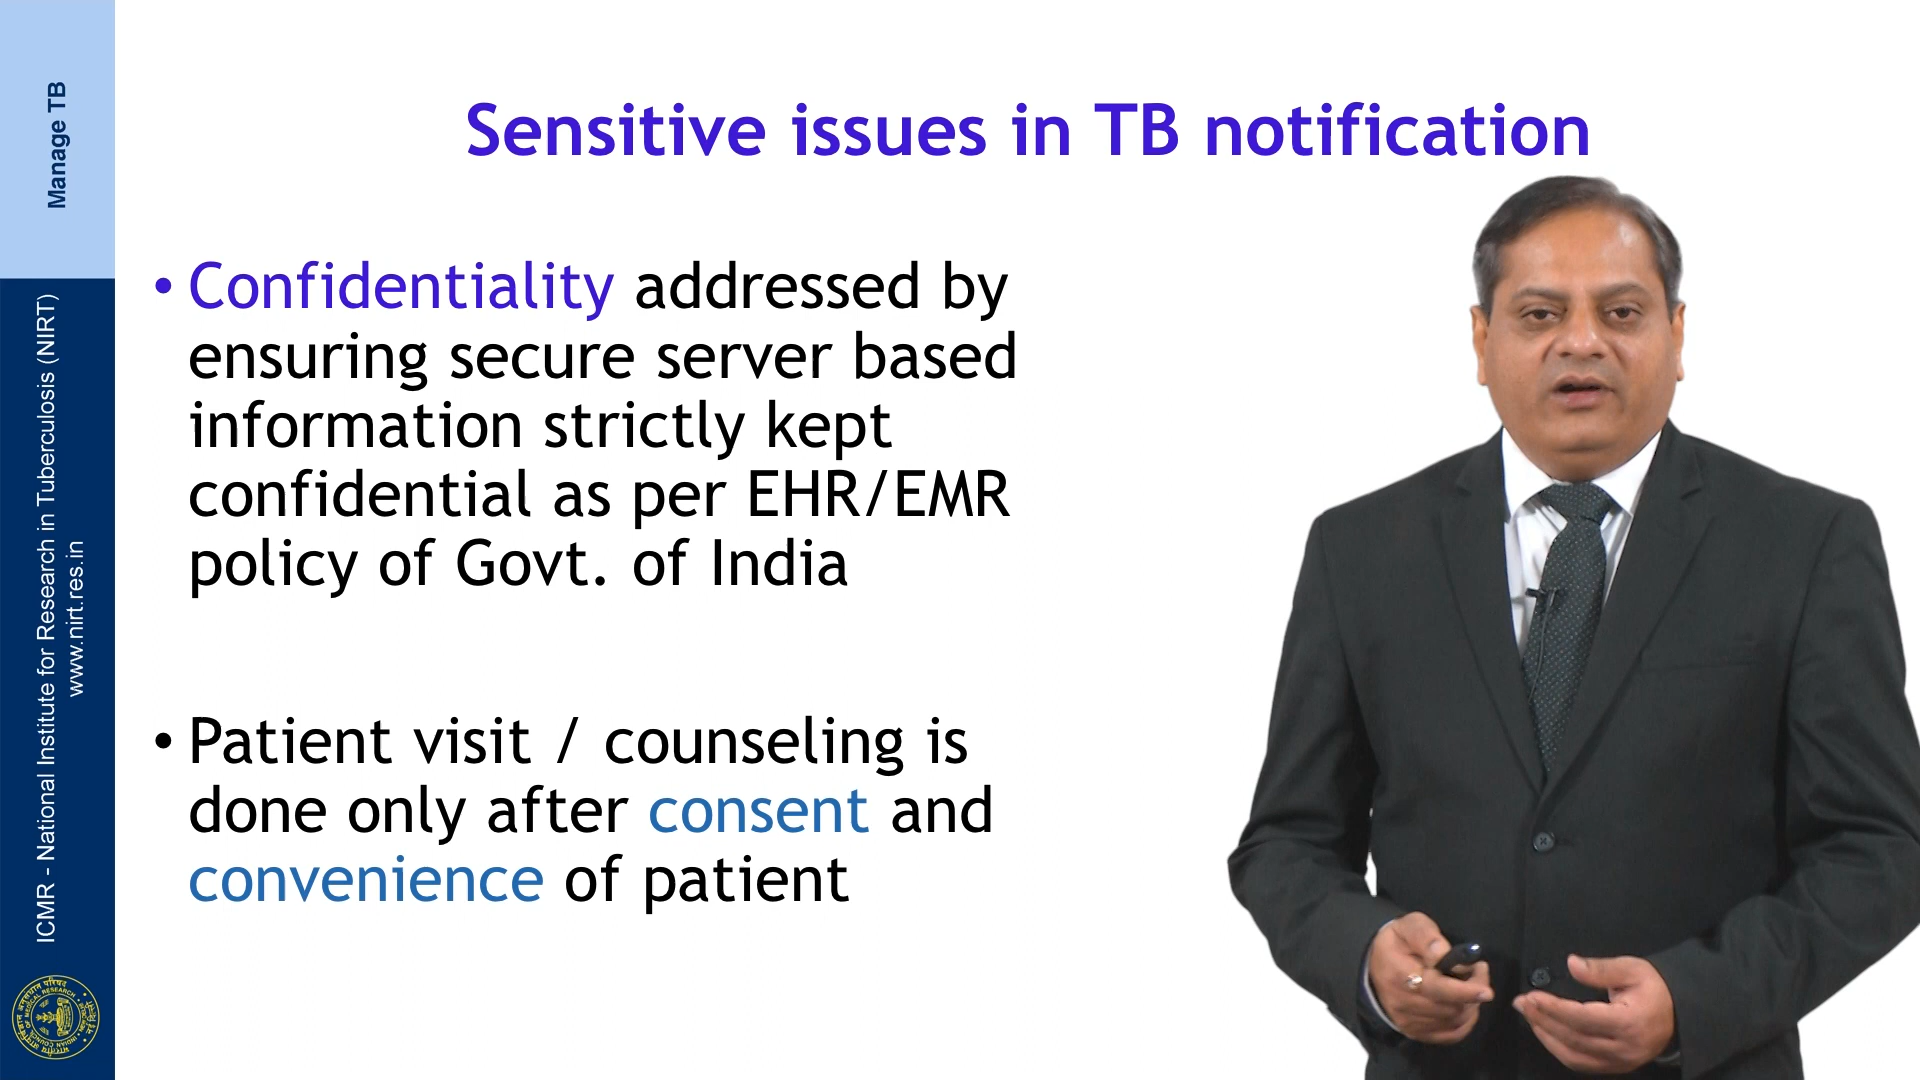 Manage TB
ICMR - National Institute for Research in Tuberculosis (NIRT)
www.nirt.res.in
Sensitive issues in TB notification
• Confidentiality addressed by
ensuring secure server based
information strictly kept
confidential as per EHR/EMR
policy of Govt. of India
• Patient visit / counseling is
done only after consent and
convenience of patient